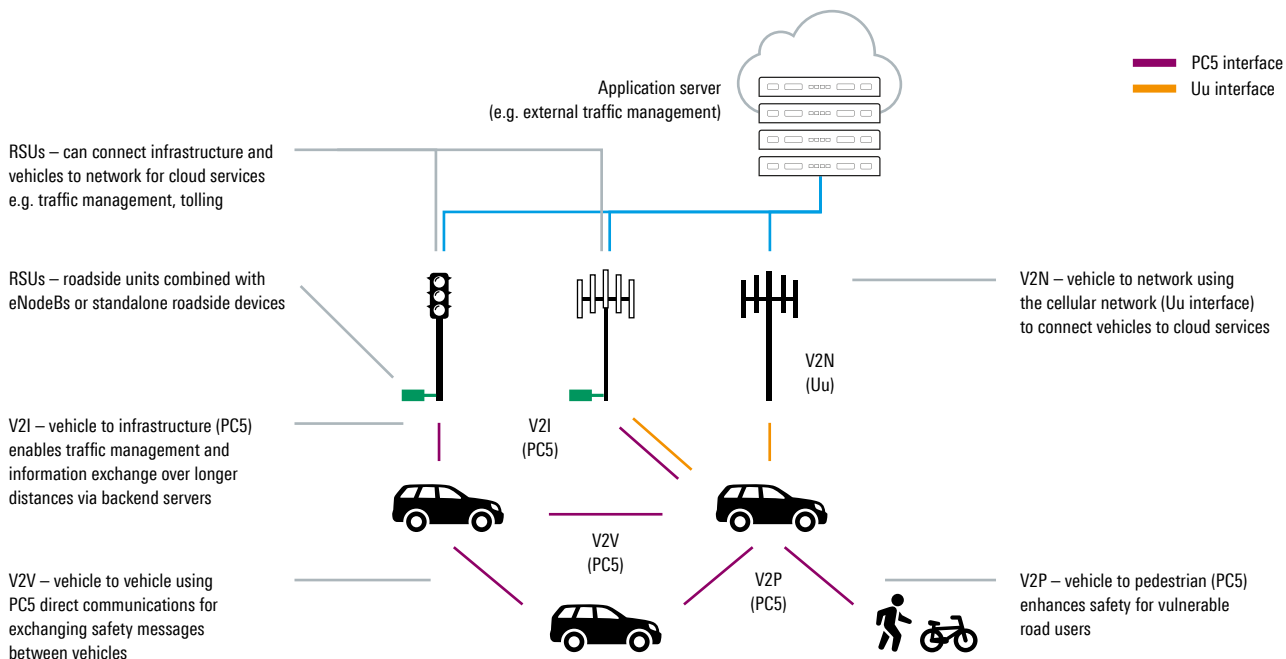 Application server
(e.g. external traffic management)
PC5 interface
Uu interface
RSUs – can connect infrastructure and
vehicles to network for cloud services
e.g. traffic management, tolling
RSUs – roadside units combined with
eNodeBs or standalone roadside devices
V2N – vehicle to network using
the cellular network (Uu interface)
to connect vehicles to cloud services
V2N
(Uu)
V2I – vehicle to infrastructure (PC5)
enables traffic management and
information exchange over longer
distances via backend servers
V2I
(PC5)
V2V
(PC5)
V2V – vehicle to vehicle using
PC5 direct communications for
exchanging safety messages
between vehicles
V2P
(PC5)
V2P – vehicle to pedestrian (PC5)
enhances safety for vulnerable
road users